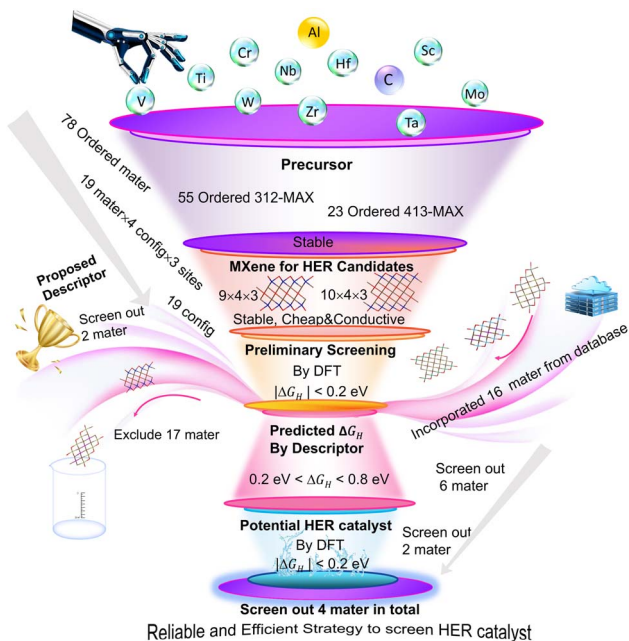 Al
Cr
Sc
Hf
Nb
Ti
C
Mo
V
W
Zr
Ta
78 Ordered mater
Precursor
55 Ordered 312-MAX
23 Ordered 413-MAX
19 mater×4 config×3 sites
Stable
MXene for HER Candidates
9×4×3
10×4×3
Stable, Cheap&Conductive
Proposed
Descriptor
Screen out
2 mater
19 config
Preliminary Screening
By DFT
|ΔG_H| < 0.2 eV
Incorporated 16 mater from database
Exclude 17 mater
Predicted ΔG_H
By Descriptor
0.2 eV < ΔG_H < 0.8 eV
Screen out
6 mater
Potential HER catalyst
By DFT
|ΔG_H| < 0.2 eV
Screen out
2 mater
Screen out 4 mater in total
Reliable and Efficient Strategy to screen HER catalyst